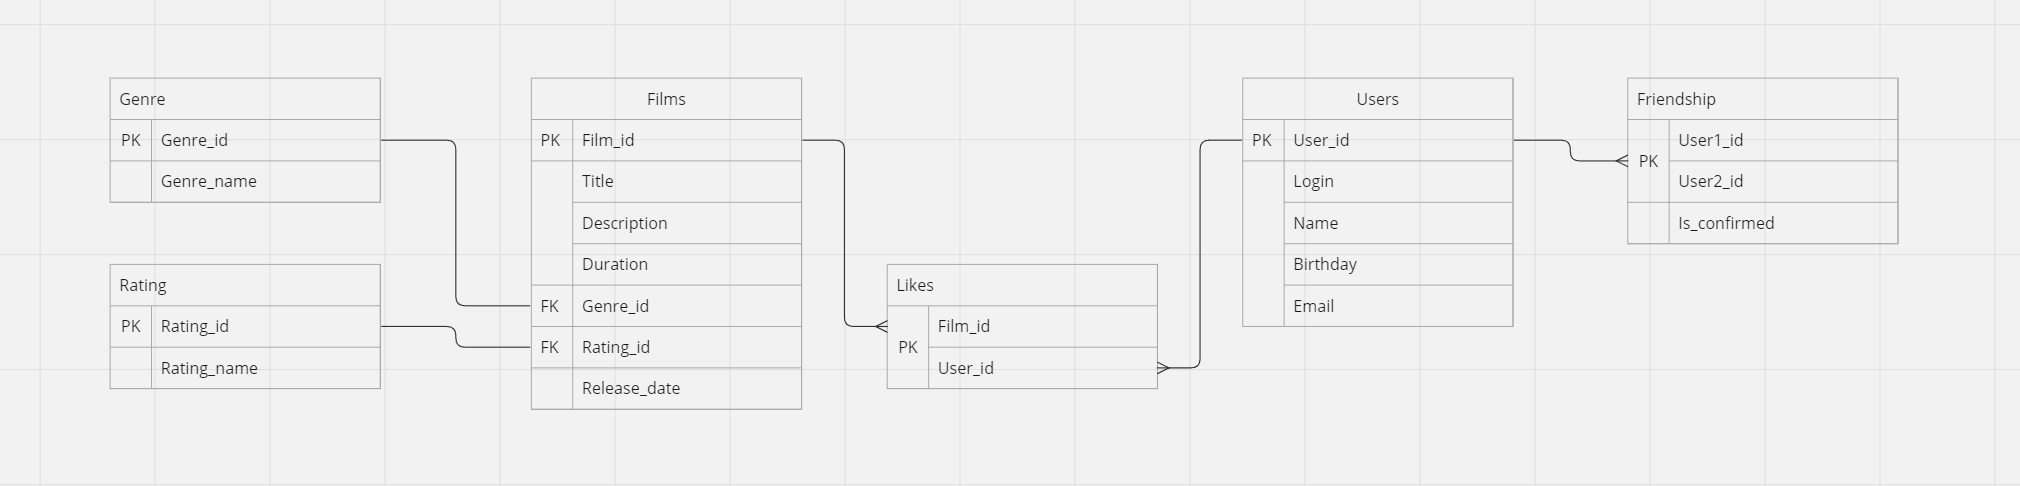 Genre
PK Genre_id
Genre_name
Rating
PK Rating_id
Rating_name
Films
PK Film_id
Title
Description
Duration
FK Genre_id
FK Rating_id
Release_date
Likes
PK
Film_id
User_id
Users
PK User_id
Login
Name
Birthday
Email
Friendship
PK
User1_id
User2_id
Is_confirmed